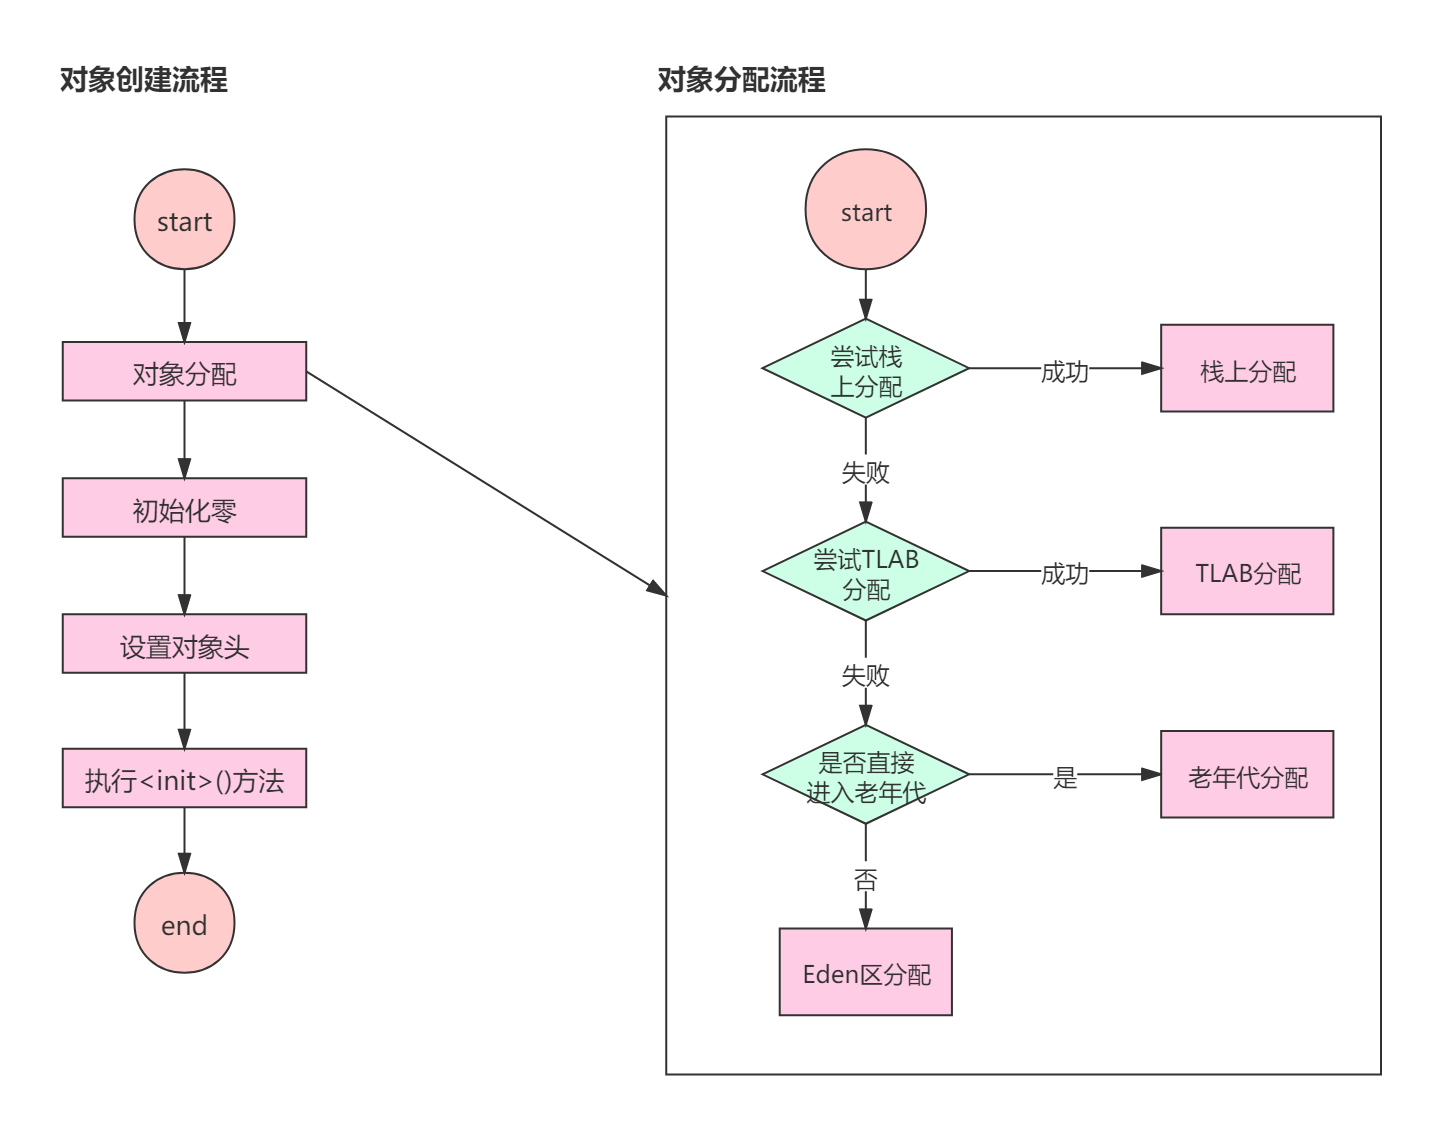 对象创建流程
start
对象分配
初始化零
设置对象头
执行<init>()方法
end
对象分配流程
start
尝试栈
上分配
成功
栈上分配
失败
尝试TLAB
分配
成功
TLAB分配
失败
是否直接
进入老年代
是
老年代分配
否
Eden区分配